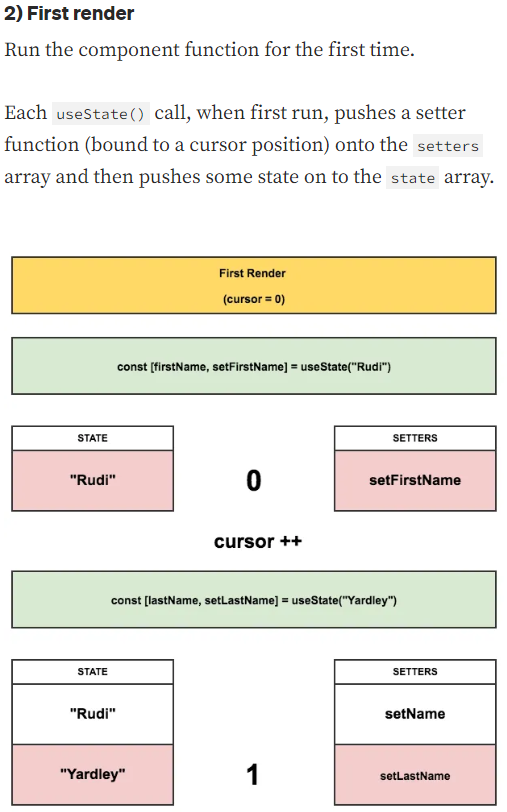 2) First render
Run the component function for the first time.
Each useState() call, when first run, pushes a setter
function (bound to a cursor position) onto the setters
array and then pushes some state on to the state array.
First Render
(cursor = 0)
const [firstName, setFirstName] = useState("Rudi")
STATE
SETTERS
"Rudi"
0
setFirstName
cursor ++
const [lastName, setLastName] = useState("Yardley")
STATE
SETTERS
"Rudi"
setName
"Yardley"
1
setLastName